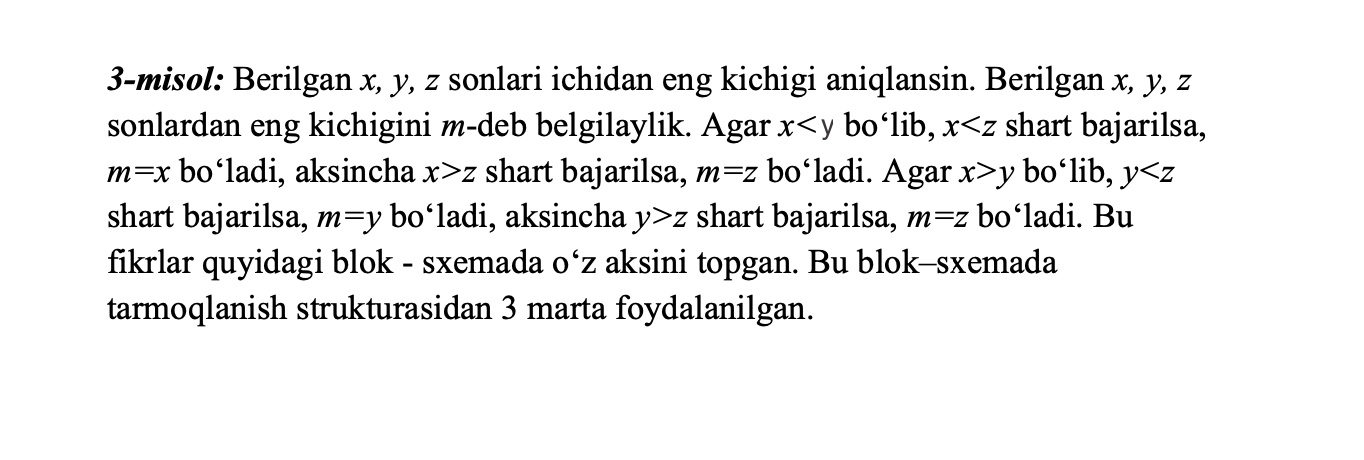 3-misol: Berilgan x, y, z sonlari ichidan eng kichigi aniqlansin. Berilgan x, y, z
sonlardan eng kichigini m-deb belgilaylik. Agar x<y bo‘lib, x<z shart bajarilsa,
m=x bo‘ladi, aksincha x>z shart bajarilsa, m=z bo‘ladi. Agar x>y bo‘lib, y<z
shart bajarilsa, m=y bo‘ladi, aksincha y>z shart bajarilsa, m=z bo‘ladi. Bu
fikrlar quyidagi blok - sxemada o‘z aksini topgan. Bu blok–sxemada
tarmoqlanish strukturasidan 3 marta foydalanilgan.